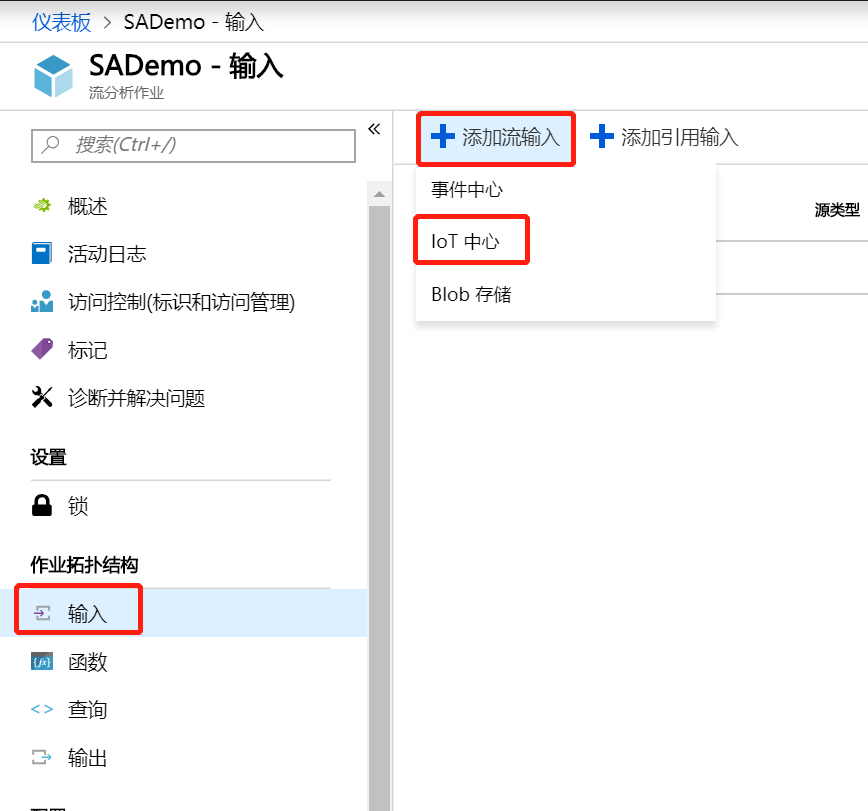 仪表板 > SADemo - 输入
SADemo - 输入
流分析作业
搜索(Ctrl+/)
«
概述
活动日志
访问控制(标识和访问管理)
标记
诊断并解决问题
设置
锁
作业拓扑结构
输入
函数
查询
输出
添加流输入
添加引用输入
事件中心
IoT 中心
Blob 存储
源类型